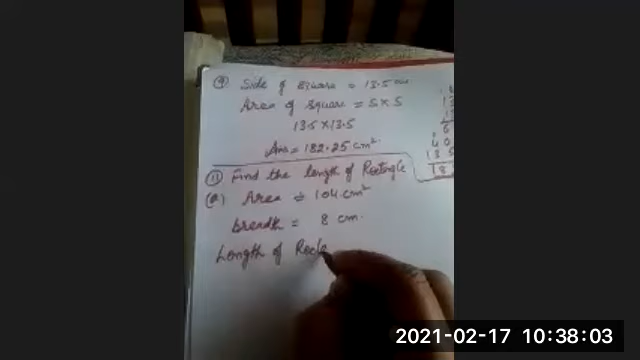 ⑨ Side of square = 13.5 cm
Area of square = S × S
13.5 × 13.5
Ans = 182.25 cm²
⑪ Find the length of Rectangle
(a) Area = 104 cm²
breadth = 8 cm.
Length of Recta
2021-02-17 10:38:03